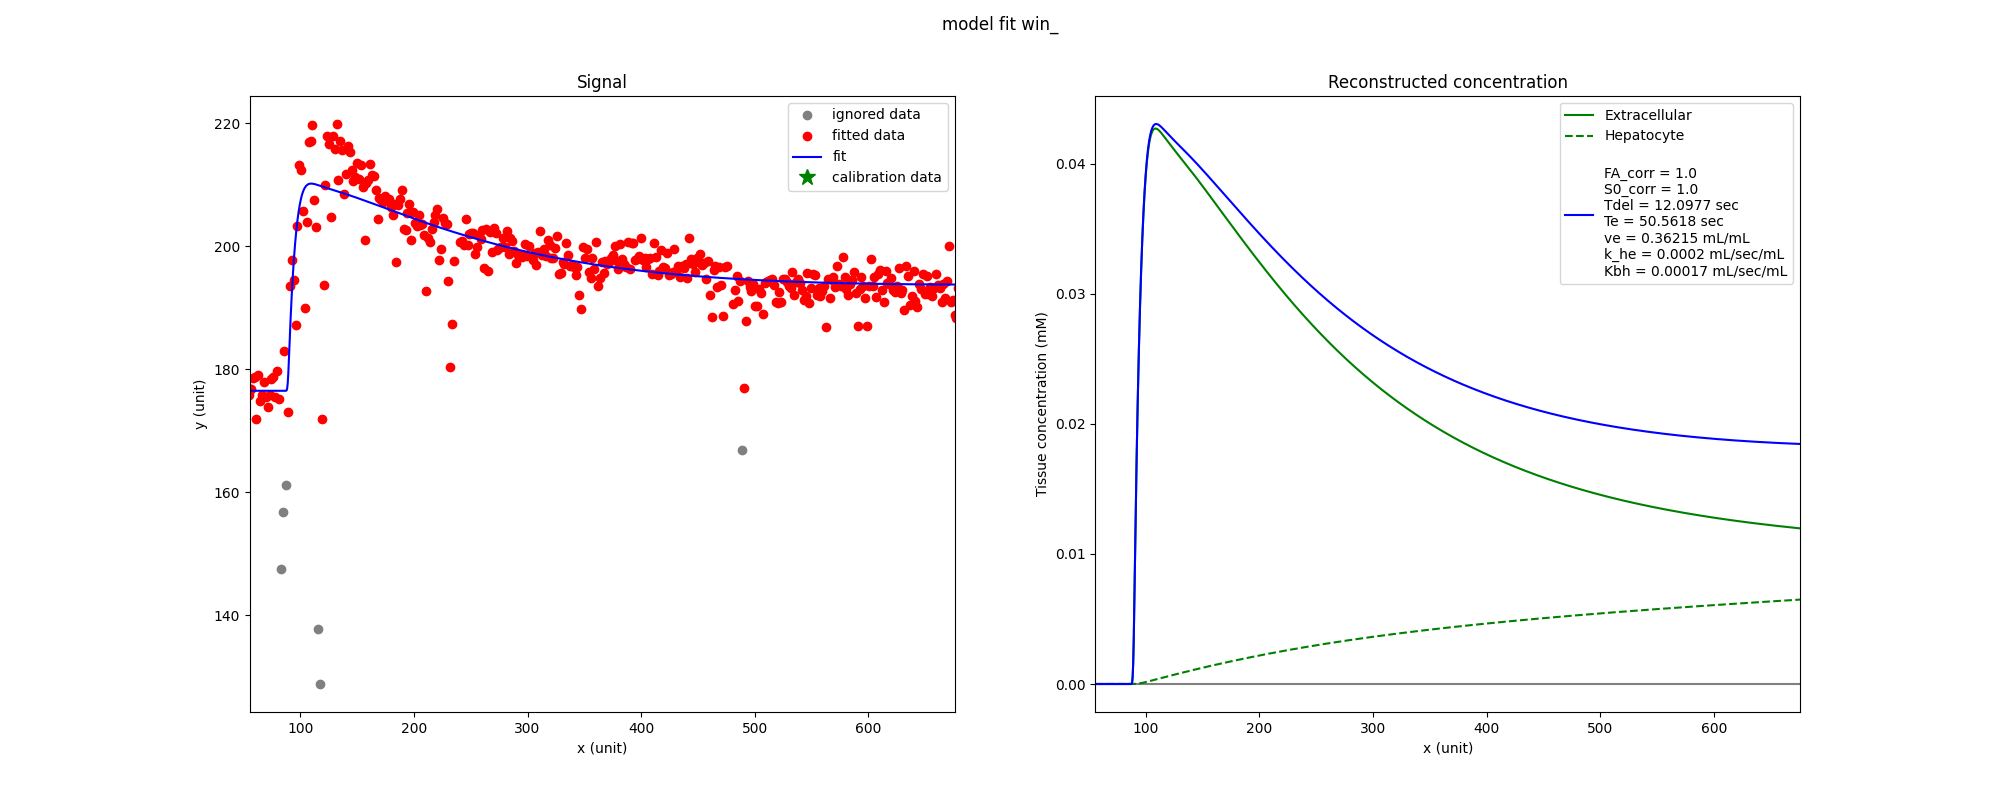 model fit win_
Signal
220
200
180
160
140
y (unit)
100
200
300
400
500
600
x (unit)
ignored data
fitted data
fit
calibration data
Reconstructed concentration
0.04
0.03
0.02
0.01
0.00
Tissue concentration (mM)
100
200
300
400
500
600
x (unit)
Extracellular
Hepatocyte
FA_corr = 1.0
S0_corr = 1.0
Tdel = 12.0977 sec
Te = 50.5618 sec
ve = 0.36215 mL/mL
k_he = 0.0002 mL/sec/mL
Kbh = 0.00017 mL/sec/mL